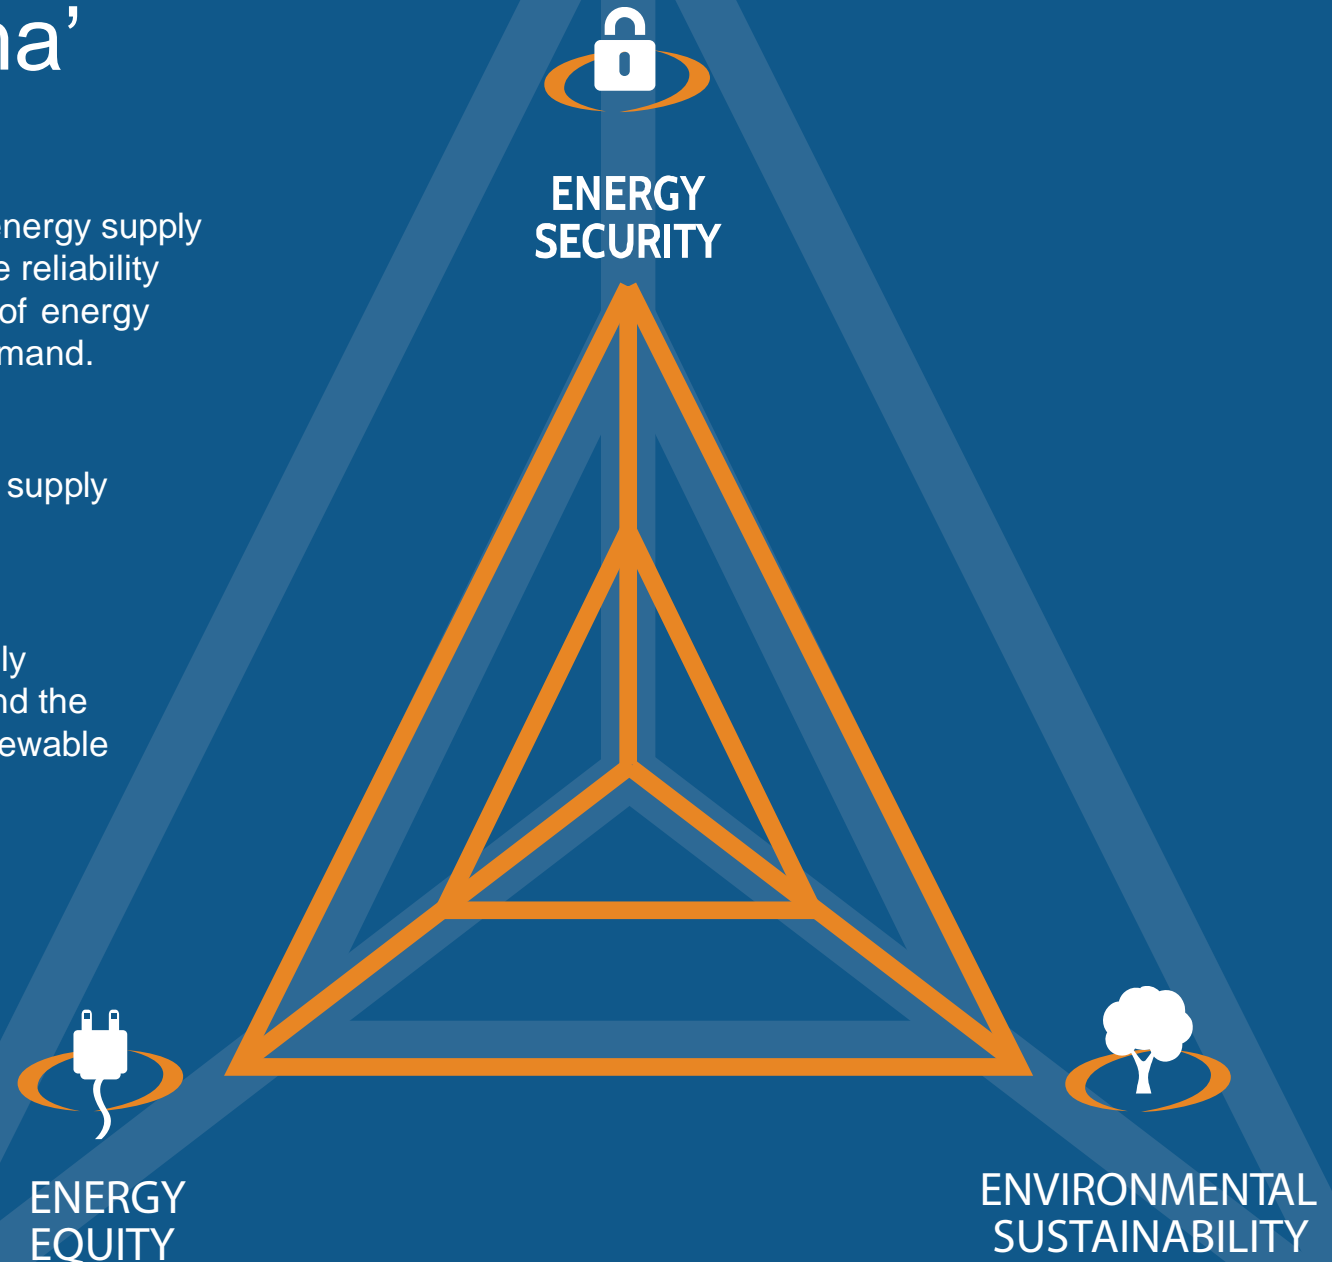 na’
energy supply
e reliability
of energy
mand.
supply
ly
nd the
ewable
ENERGY
SECURITY
ENERGY
EQUITY
ENVIRONMENTAL
SUSTAINABILITY